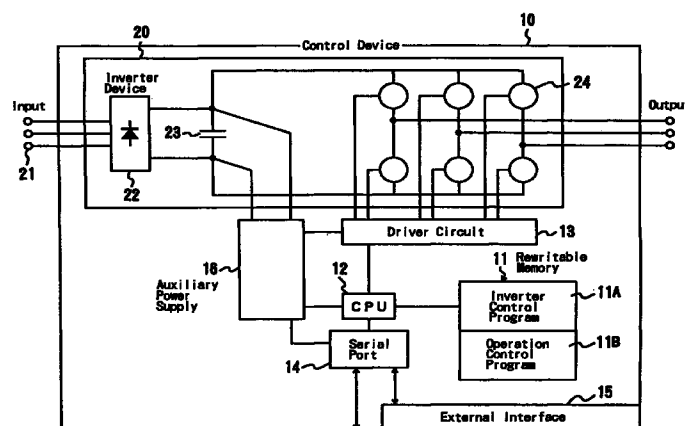 20
10
Control Device
Inverter
Device
24
Input
Output
23
21
22
Driver Circuit
13
16
12
11
Rewritable
Memory
Auxiliary
Power
Supply
CPU
Inverter
Control
Program
11A
Serial
Port
Operation
Control
Program
11B
14
15
External Interface